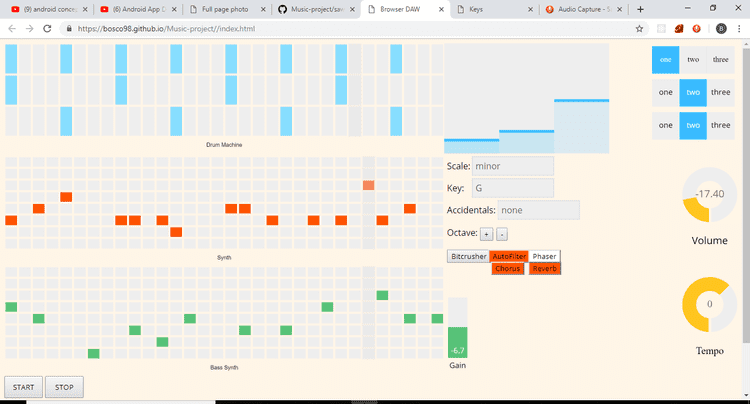 (9) android concep
(6) Android App D
Full page photo
Music-project/sav
Browser DAW
Keys
Audio Capture - S
https://bosco98.github.io/Music-project//index.html
B
one two three
one two three
one two three
Drum Machine
Scale: minor
Key: G
Accidentals: none
Octave: + -
-17.40
Volume
Synth
Bitcrusher AutoFilter Phaser
Chorus Reverb
0
Tempo
-6.7
Gain
Bass Synth
START STOP